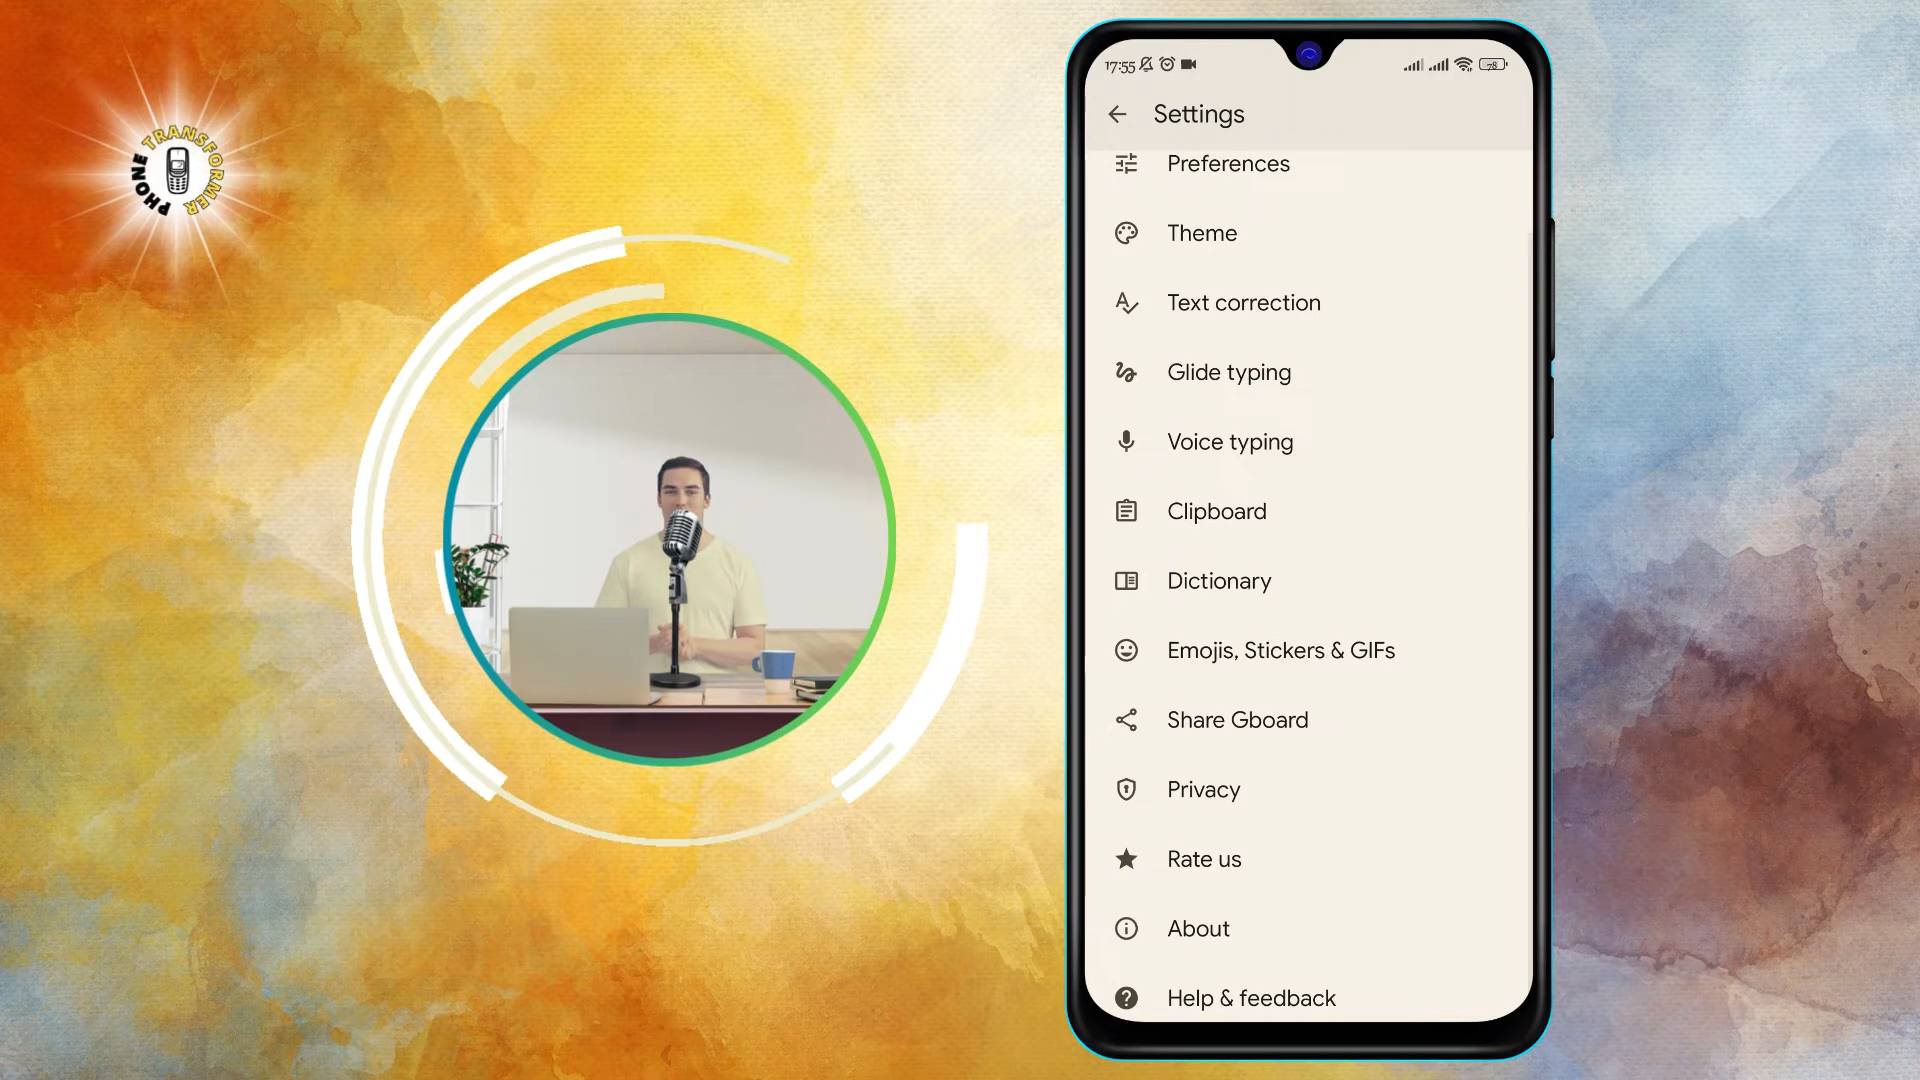 PHONE TRANSFORMER
17:55
78
Settings
Preferences
Theme
Text correction
Glide typing
Voice typing
Clipboard
Dictionary
Emojis, Stickers & GIFs
Share Gboard
Privacy
Rate us
About
Help & feedback